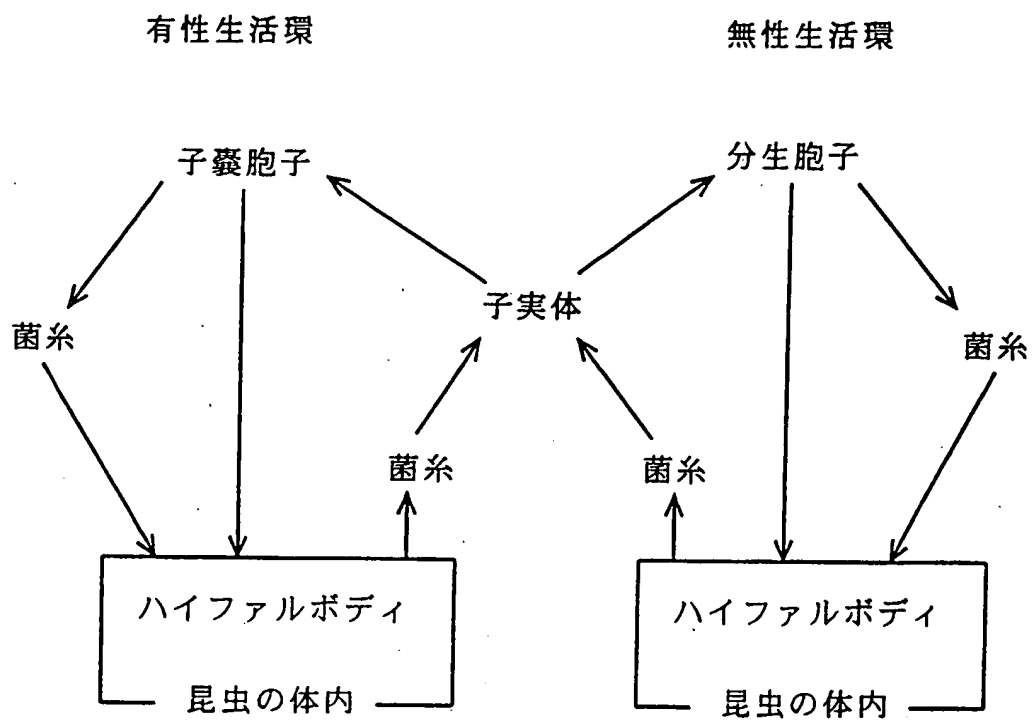 有性生活環
無性生活環
子嚢胞子
分生胞子
子実体
菌糸
菌糸
菌糸
菌糸
ハイファルボディ
ハイファルボディ
昆虫の体内
昆虫の体内